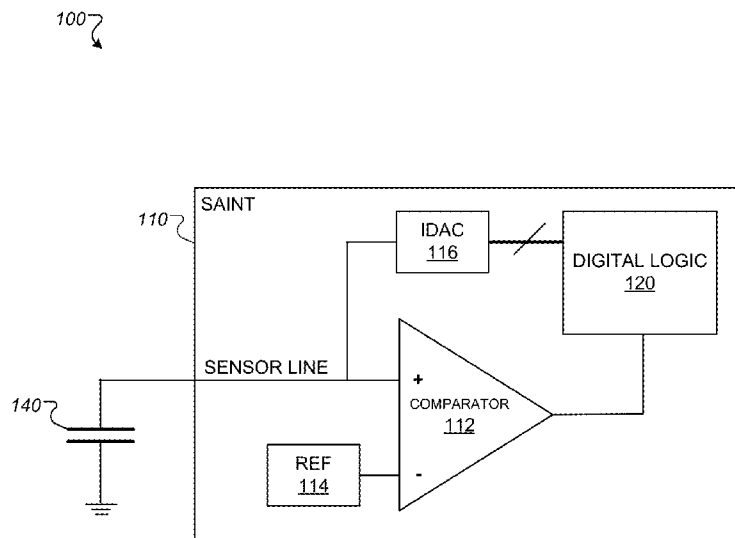 100
110
SAINT
IDAC
116
DIGITAL LOGIC
120
SENSOR LINE
140
+
COMPARATOR
112
REF
114
-